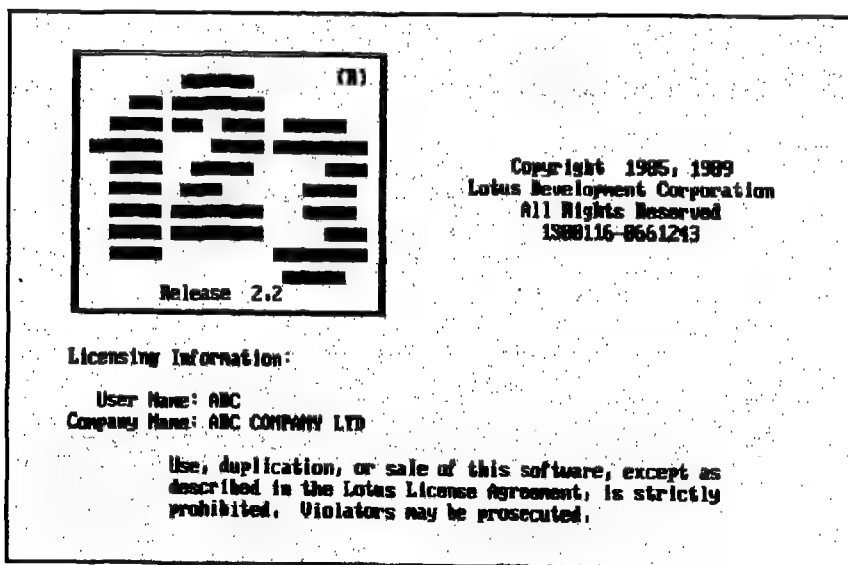 123
(R)
Release 2.2
Copyright 1985, 1989
Lotus Development Corporation
All Rights Reserved
Licensing Information:
User Name: ABC
Company Name: ABC COMPANY LTD
Use, duplication, or sale of this software, except as
described in the Lotus License Agreement, is strictly
prohibited. Violators may be prosecuted.